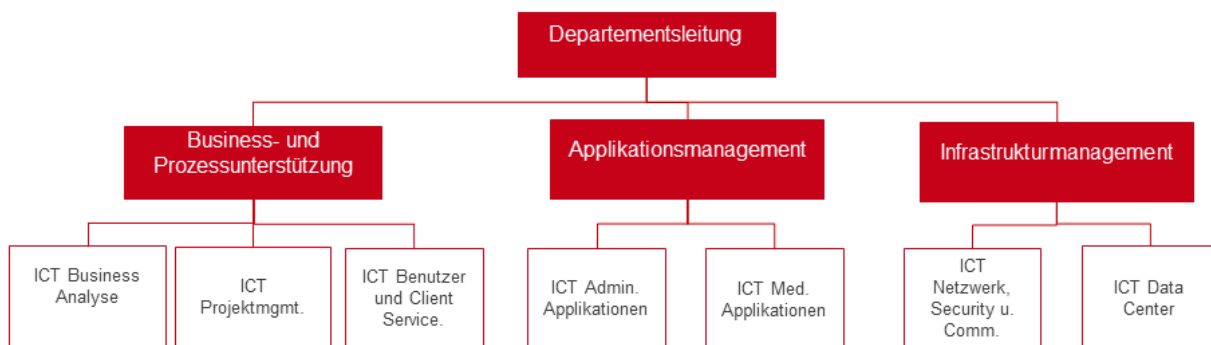 Departementsleitung
Business- und
Prozessunterstützung
Applikationsmanagement
Infrastrukturmanagement
ICT Business
Analyse
ICT
Projektmgmt.
ICT Benutzer
und Client
Service.
ICT Admin.
Applikationen
ICT Med.
Applikationen
ICT
Netzwerk,
Security u.
Comm.
ICT Data
Center